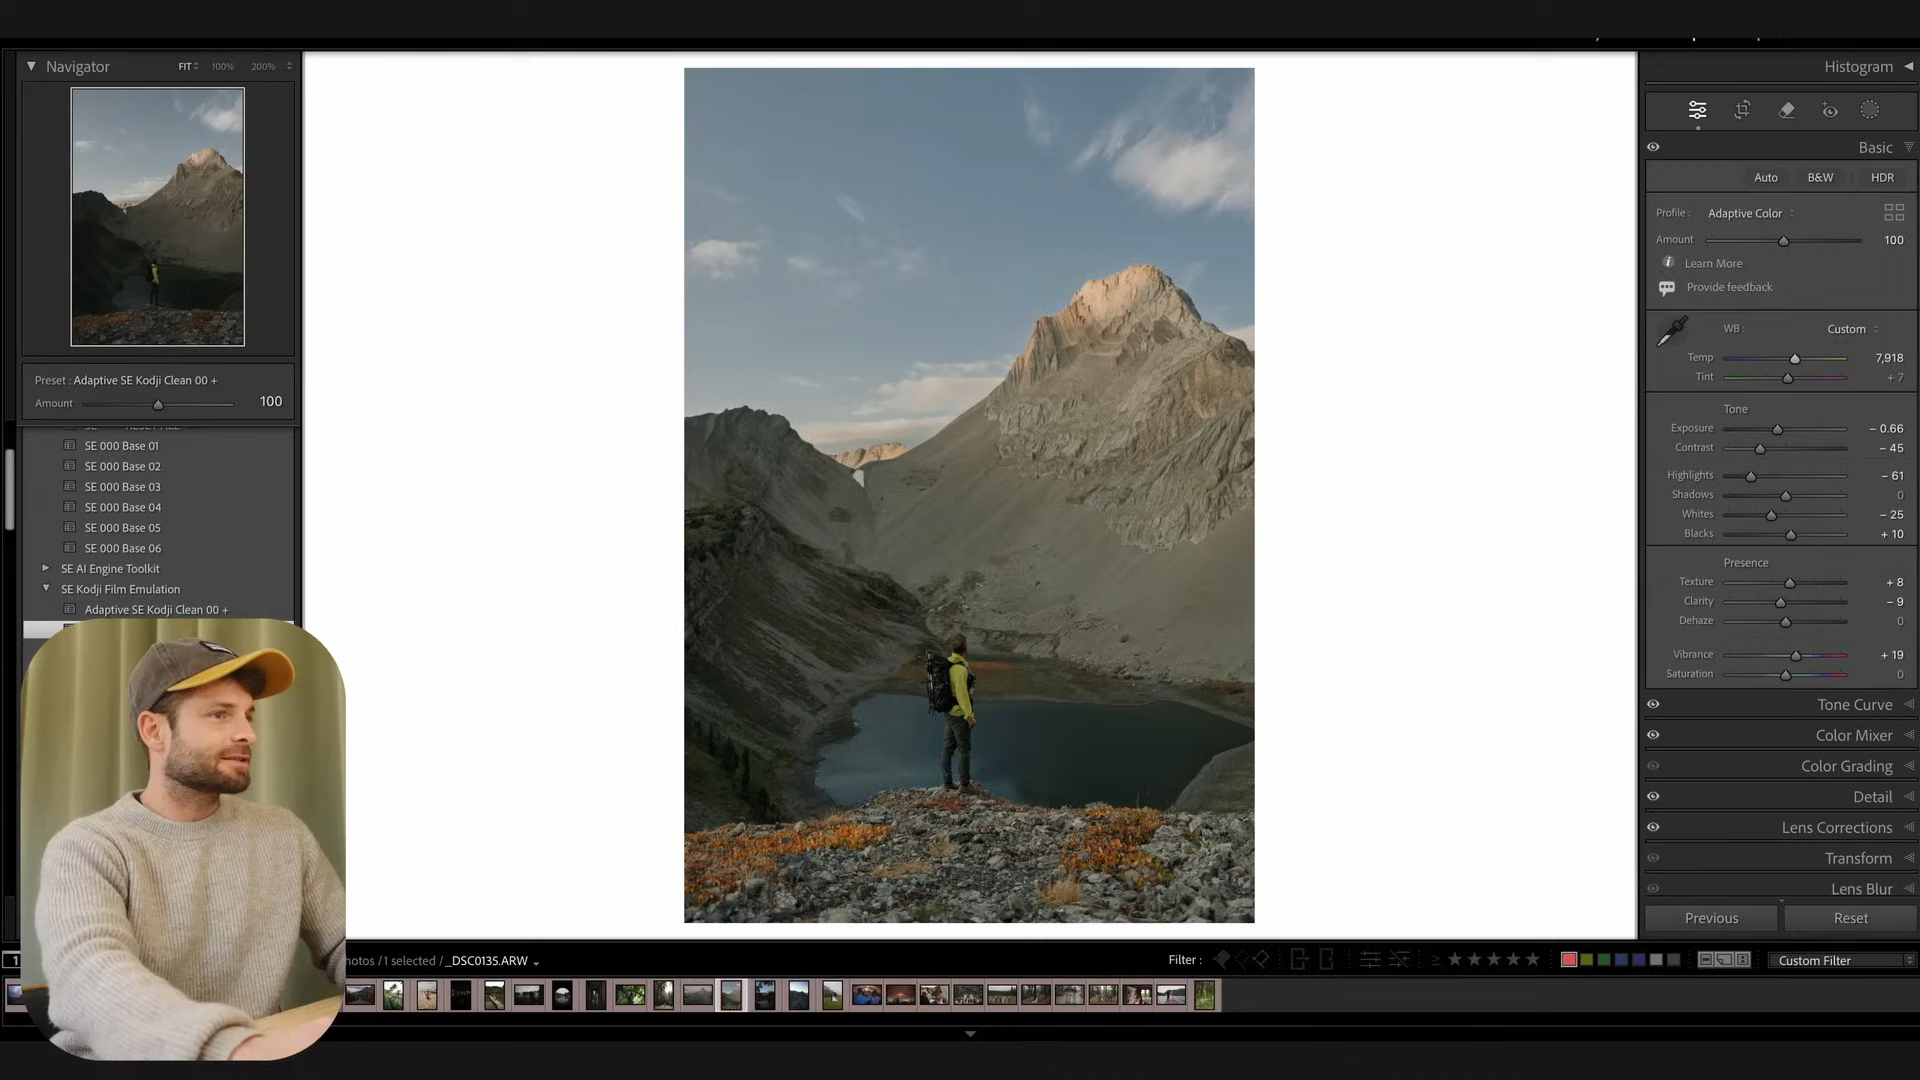 Navigator FIT 100% 200%
Preset : Adaptive SE Kodji Clean 00 +
Amount 100
SE 000 Base 01
SE 000 Base 02
SE 000 Base 03
SE 000 Base 04
SE 000 Base 05
SE 000 Base 06
SE AI Engine Toolkit
SE Kodji Film Emulation
Adaptive SE Kodji Clean 00 +
Histogram
Basic
Auto B&W HDR
Profile : Adaptive Color
Amount 100
Learn More
Provide feedback
WB : Custom
Temp 7,918
Tint + 7
Tone
Exposure – 0.66
Contrast – 45
Highlights – 61
Shadows 0
Whites – 25
Blacks + 10
Presence
Texture + 8
Clarity – 9
Dehaze 0
Vibrance + 19
Saturation 0
Tone Curve
Color Mixer
Color Grading
Detail
Lens Corrections
Transform
Lens Blur
Previous Reset
1 hotos / 1 selected / _DSC0135.ARW Filter : Custom Filter